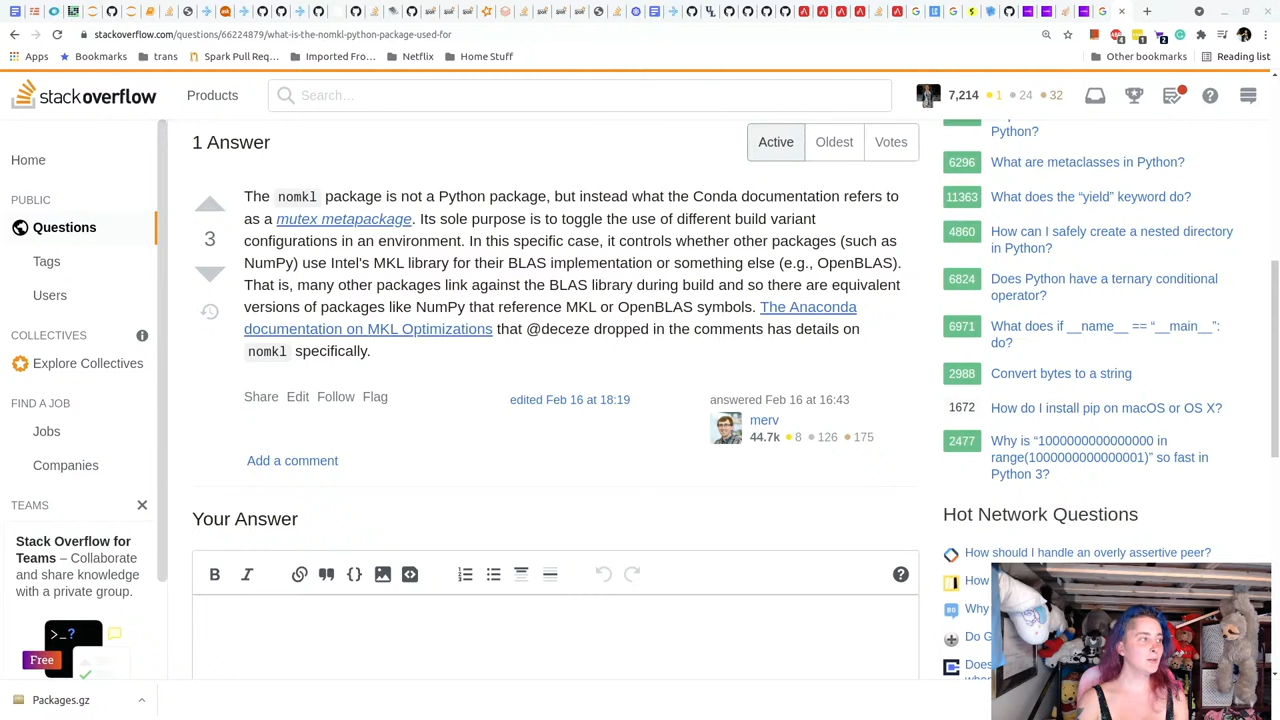 stackoverflow.com/questions/66224879/what-is-the-nomkl-python-package-used-for
Apps
Bookmarks
trans
Spark Pull Req…
Imported Fro…
Netflix
Home Stuff
Other bookmarks
Reading list
stackoverflow
Products
Search…
7,214 1 24 32
Home
PUBLIC
Questions
Tags
Users
COLLECTIVES
Explore Collectives
FIND A JOB
Jobs
Companies
TEAMS
Stack Overflow for
Teams – Collaborate
and share knowledge
with a private group.
>_?
Free
1 Answer
Active Oldest Votes
3
The nomkl package is not a Python package, but instead what the Conda documentation refers to
as a mutex metapackage. Its sole purpose is to toggle the use of different build variant
configurations in an environment. In this specific case, it controls whether other packages (such as
NumPy) use Intel's MKL library for their BLAS implementation or something else (e.g., OpenBLAS).
That is, many other packages link against the BLAS library during build and so there are equivalent
versions of packages like NumPy that reference MKL or OpenBLAS symbols. The Anaconda
documentation on MKL Optimizations that @deceze dropped in the comments has details on
nomkl specifically.
Share Edit Follow Flag
edited Feb 16 at 18:19
answered Feb 16 at 16:43
merv
44.7k 8 126 175
Add a comment
Your Answer
B I
Python?
6296 What are metaclasses in Python?
11363 What does the “yield” keyword do?
4860 How can I safely create a nested directory
in Python?
6824 Does Python have a ternary conditional
operator?
6971 What does if __name__ == “__main__”:
do?
2988 Convert bytes to a string
1672 How do I install pip on macOS or OS X?
2477 Why is “1000000000000000 in
range(1000000000000001)” so fast in
Python 3?
Hot Network Questions
How should I handle an overly assertive peer?
How
Why
Do G
Does
Packages.gz